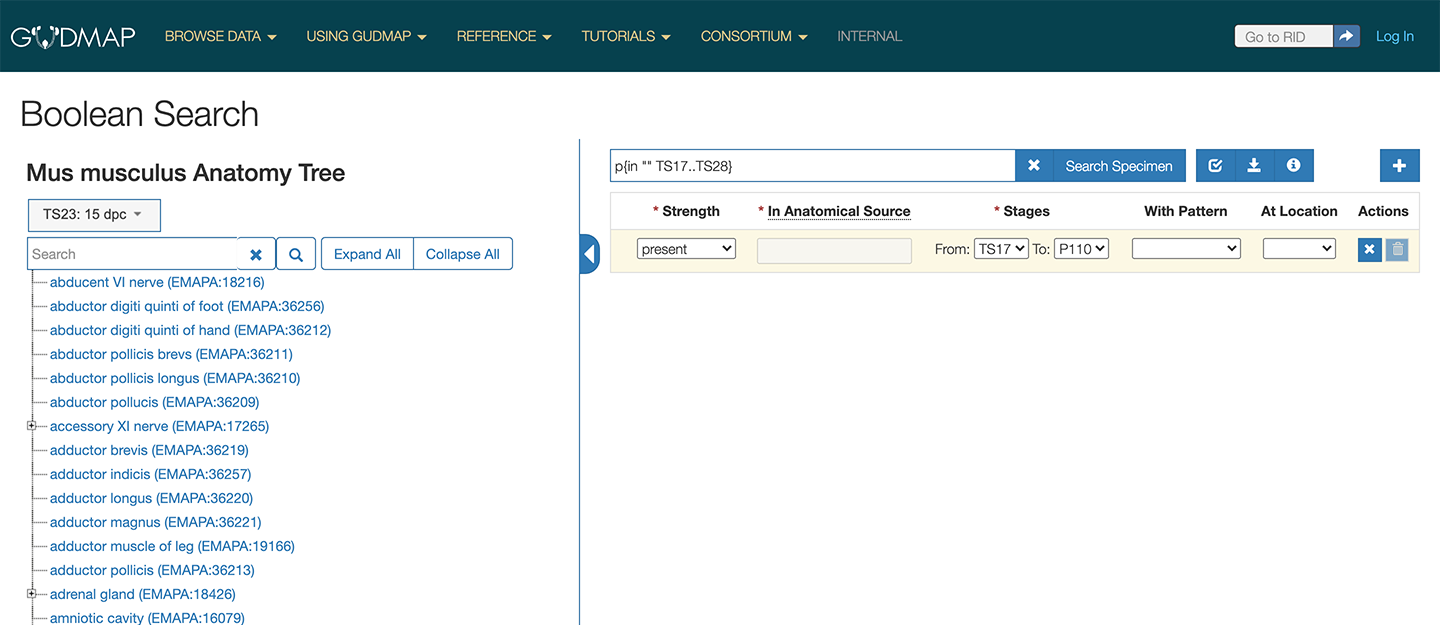 GUDMAP BROWSE DATA USING GUDMAP REFERENCE TUTORIALS CONSORTIUM INTERNAL Go to RID Log In
Boolean Search
Mus musculus Anatomy Tree
TS23: 15 dpc
Search Expand All Collapse All
abducent VI nerve (EMAPA:18216)
abductor digiti quinti of foot (EMAPA:36256)
abductor digiti quinti of hand (EMAPA:36212)
abductor pollicis brevs (EMAPA:36211)
abductor pollicis longus (EMAPA:36210)
abductor pollucis (EMAPA:36209)
accessory XI nerve (EMAPA:17265)
adductor brevis (EMAPA:36219)
adductor indicis (EMAPA:36257)
adductor longus (EMAPA:36220)
adductor magnus (EMAPA:36221)
adductor muscle of leg (EMAPA:19166)
adductor pollicis (EMAPA:36213)
adrenal gland (EMAPA:18426)
amniotic cavity (EMAPA:16079)
p{in "" TS17..TS28} Search Specimen
* Strength * In Anatomical Source * Stages With Pattern At Location Actions
present From: TS17 To: P110